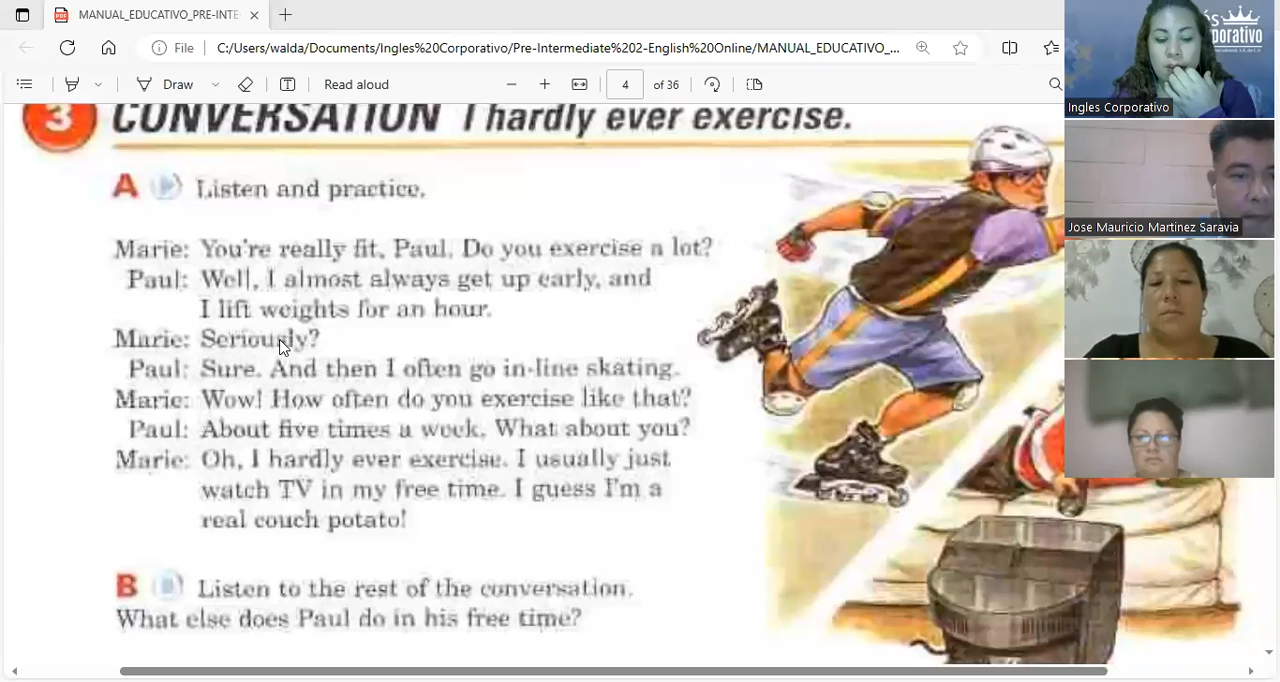 MANUAL_EDUCATIVO_PRE-INTE
File
C:/Users/walda/Documents/Ingles%20Corporativo/Pre-Intermediate%202-English%20Online/MANUAL_EDUCATIVO_...
Draw
Read aloud
4
of 36
3 CONVERSATION I hardly ever exercise.
A Listen and practice.
Marie: You're really fit, Paul. Do you exercise a lot?
Paul: Well, I almost always get up early, and
I lift weights for an hour.
Marie: Seriously?
Paul: Sure. And then I often go in-line skating.
Marie: Wow! How often do you exercise like that?
Paul: About five times a week. What about you?
Marie: Oh, I hardly ever exercise. I usually just
watch TV in my free time. I guess I'm a
real couch potato!
B Listen to the rest of the conversation.
What else does Paul do in his free time?
Ingles Corporativo
Jose Mauricio Martinez Saravia